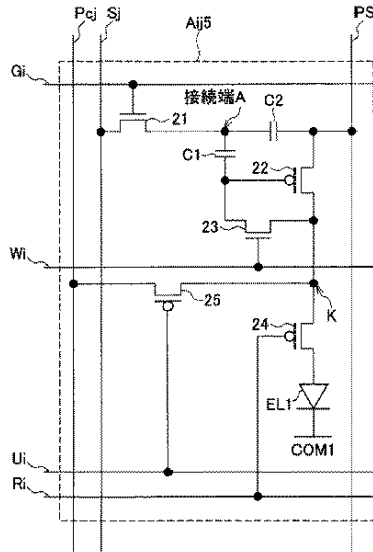 Pcj Sj Aij5 PS
Gi
接続端A C2
21
C1 22
23
Wi
25 24 K
EL1
COM1
Ui
Ri